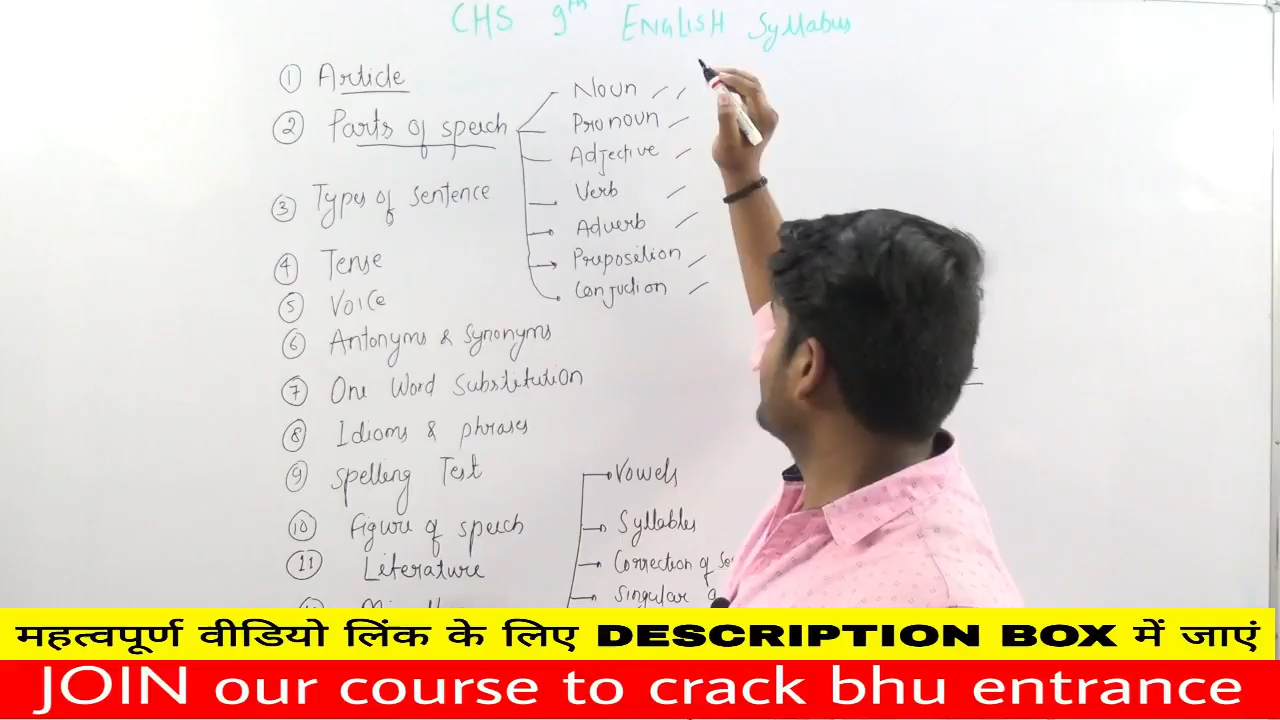 CHS 9th ENGLISH Syllabus
① Article
② Parts of speech
Noun
Pronoun
Adjective
Verb
Adverb
Preposition
Conjuction
③ Types of sentence
④ Tense
⑤ Voice
⑥ Antonyms & Synonyms
⑦ One Word Substitution
⑧ Idioms & phrases
⑨ Spelling Test
⑩ Figure of speech
⑪ Literature
Vowels
Syllables
Correction of
Singular
महत्वपूर्ण वीडियो लिंक के लिए DESCRIPTION BOX में जाएं
JOIN our course to crack bhu entrance